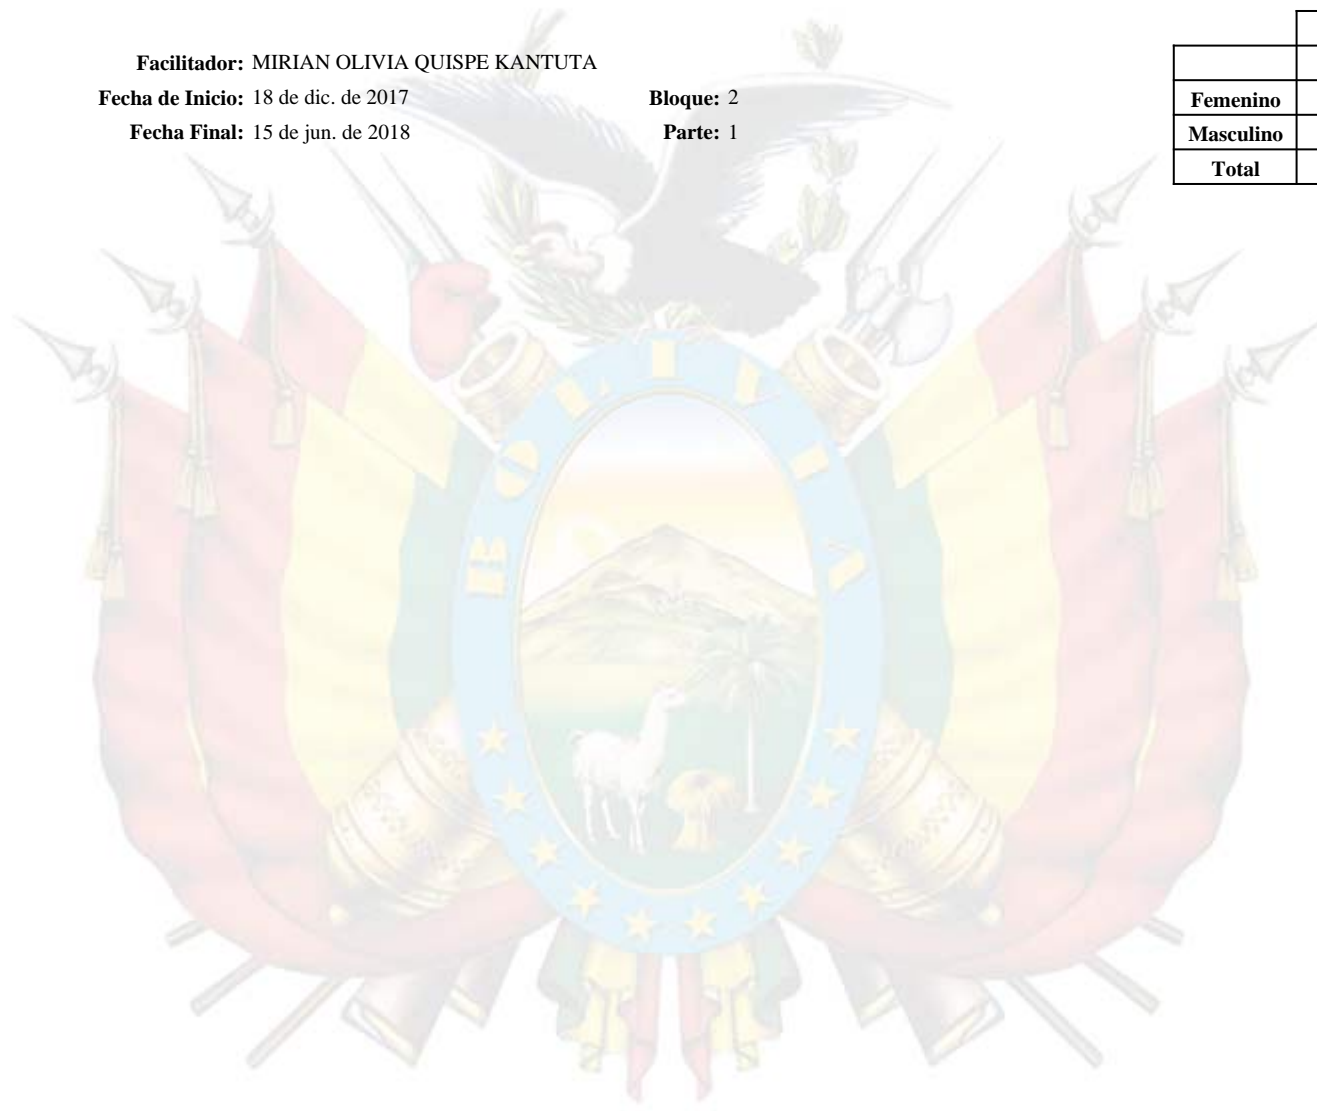 Facilitador: MIRIAN OLIVIA QUISPE KANTUTA
Fecha de Inicio: 18 de dic. de 2017 Bloque: 2
Fecha Final: 15 de jun. de 2018 Parte: 1
Femenino
Masculino
Total
BOLIVIA